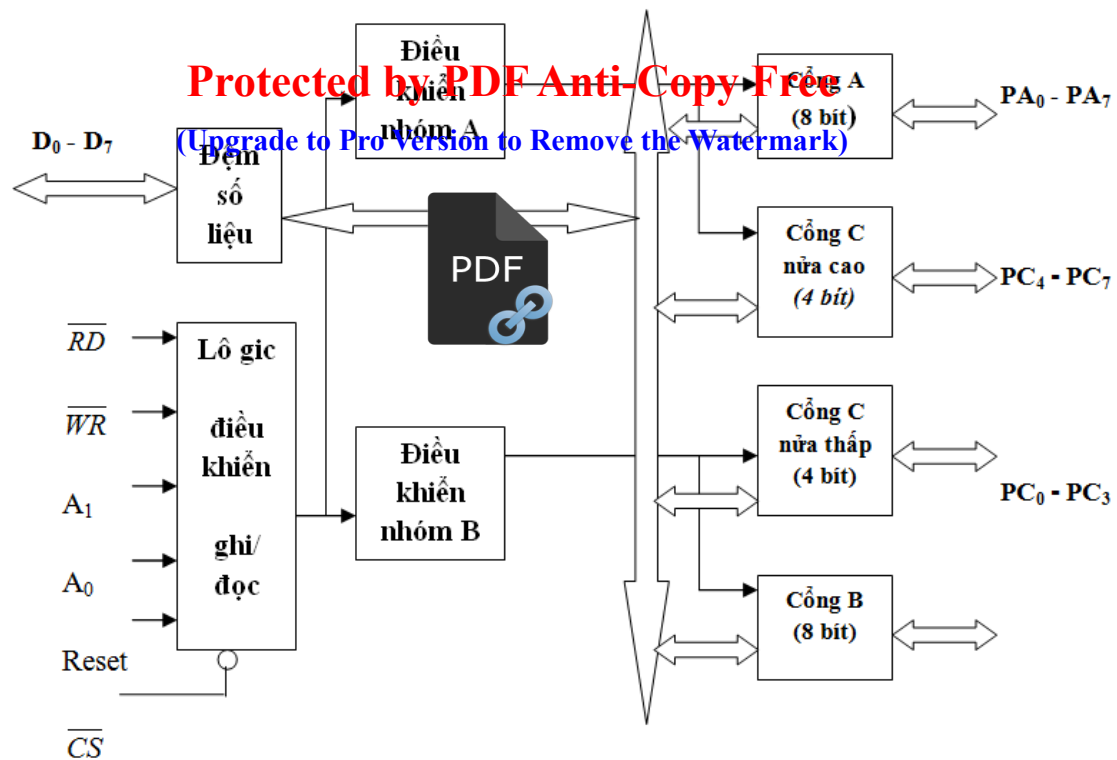 Điều
khiển
nhóm A
Protected by PDF Anti-Copy Free
(Upgrade to Pro Version to Remove the Watermark)
Cổng A
(8 bít)
PA0 - PA7
D0 - D7
Đệm
số
liệu
PDF
Cổng C
nửa cao
(4 bít)
PC4 - PC7
RD
WR
A1
A0
Reset
CS
Lô gic
điều
khiển
ghi/
đọc
Điều
khiển
nhóm B
Cổng C
nửa thấp
(4 bít)
PC0 - PC3
Cổng B
(8 bít)